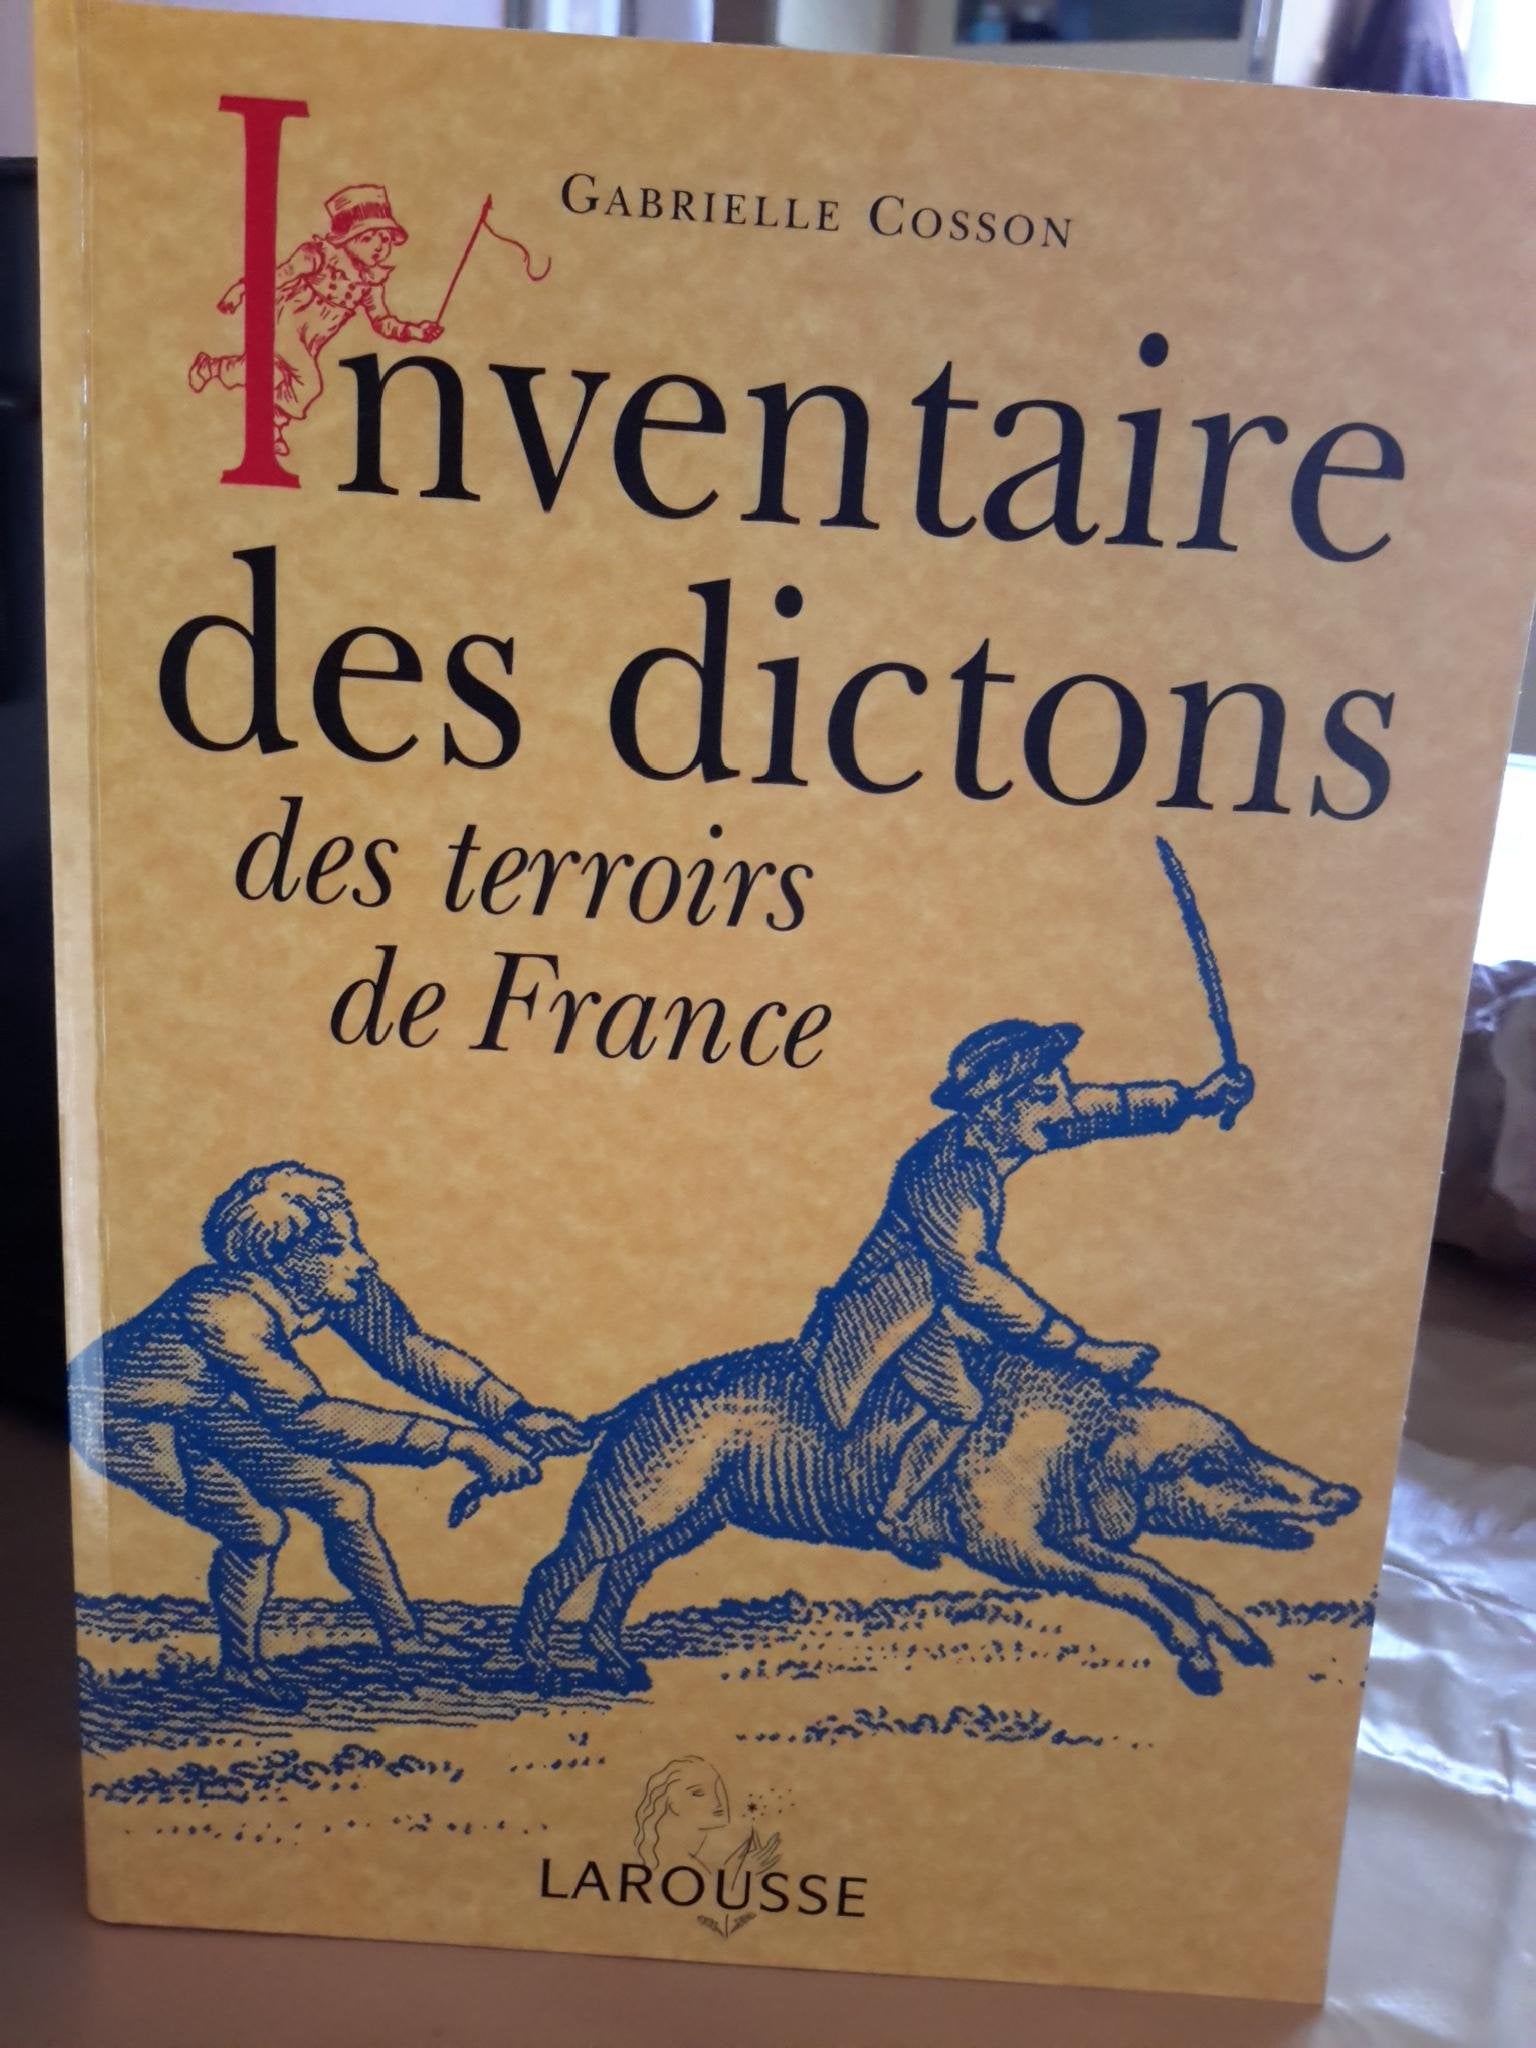 GABRIELLE COSSON
Inventaire
des dictons
des terroirs
de France
LAROUSSE